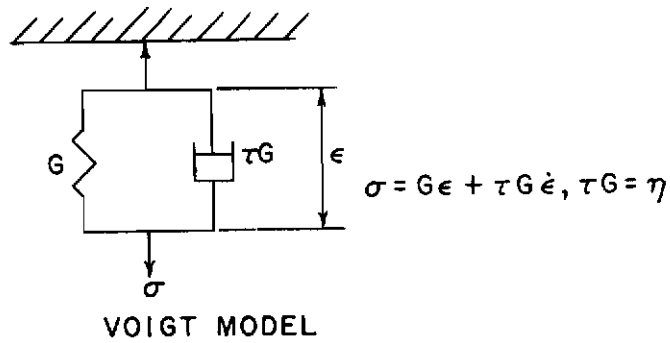 G
τG
ϵ
σ = Gϵ + τGϵ̇, τG = η
σ
VOIGT MODEL